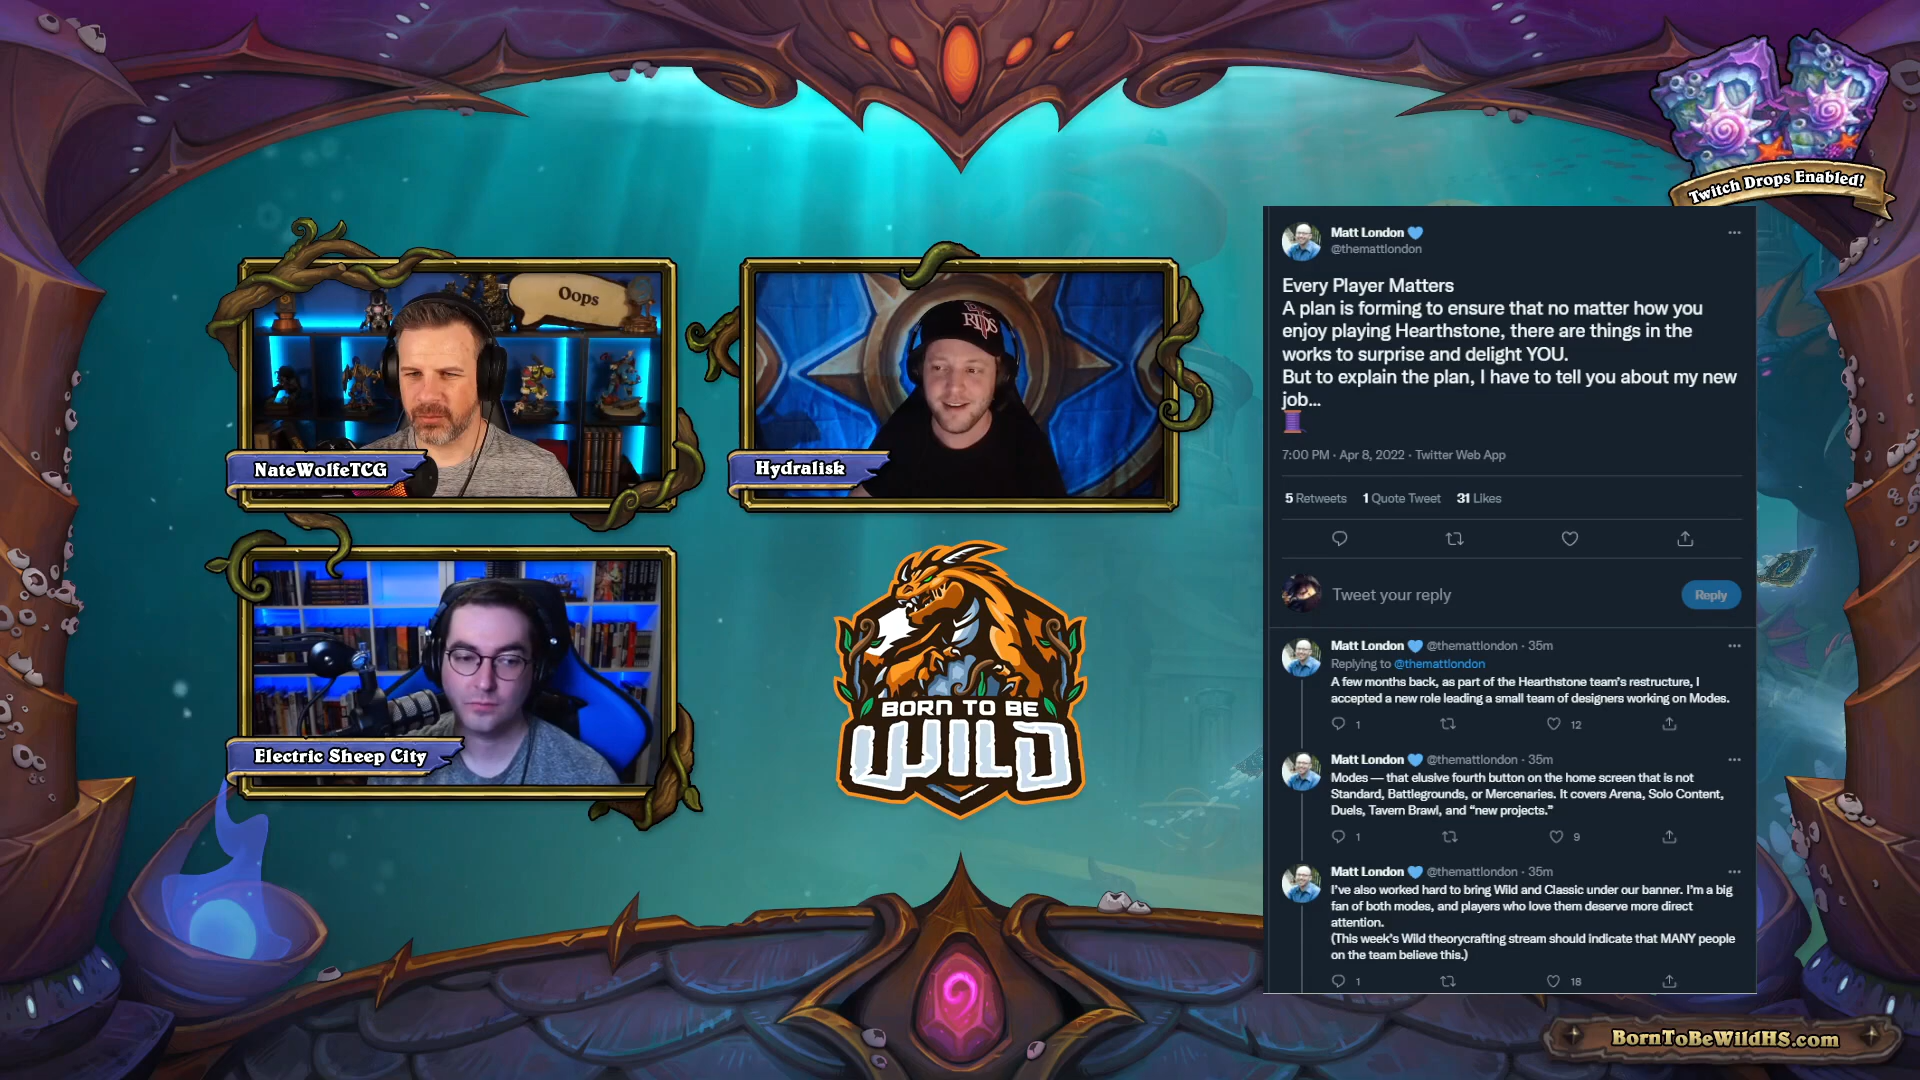 Twitch Drops Enabled!
Oops
RIDS
NateWolfeTCG
Hydralisk
Electric Sheep City
BORN TO BE
WILD
Matt London
@themattlondon
Every Player Matters
A plan is forming to ensure that no matter how you
enjoy playing Hearthstone, there are things in the
works to surprise and delight YOU.
But to explain the plan, I have to tell you about my new
job...
7:00 PM · Apr 8, 2022 · Twitter Web App
5 Retweets 1 Quote Tweet 31 Likes
Tweet your reply
Reply
Matt London @themattlondon · 35m
Replying to @themattlondon
A few months back, as part of the Hearthstone team's restructure, I
accepted a new role leading a small team of designers working on Modes.
1 12
Matt London @themattlondon · 35m
Modes — that elusive fourth button on the home screen that is not
Standard, Battlegrounds, or Mercenaries. It covers Arena, Solo Content,
Duels, Tavern Brawl, and “new projects.”
1 9
Matt London @themattlondon · 35m
I've also worked hard to bring Wild and Classic under our banner. I'm a big
fan of both modes, and players who love them deserve more direct
attention.
(This week's Wild theorycrafting stream should indicate that MANY people
on the team believe this.)
1 18
BornToBeWildHS.com